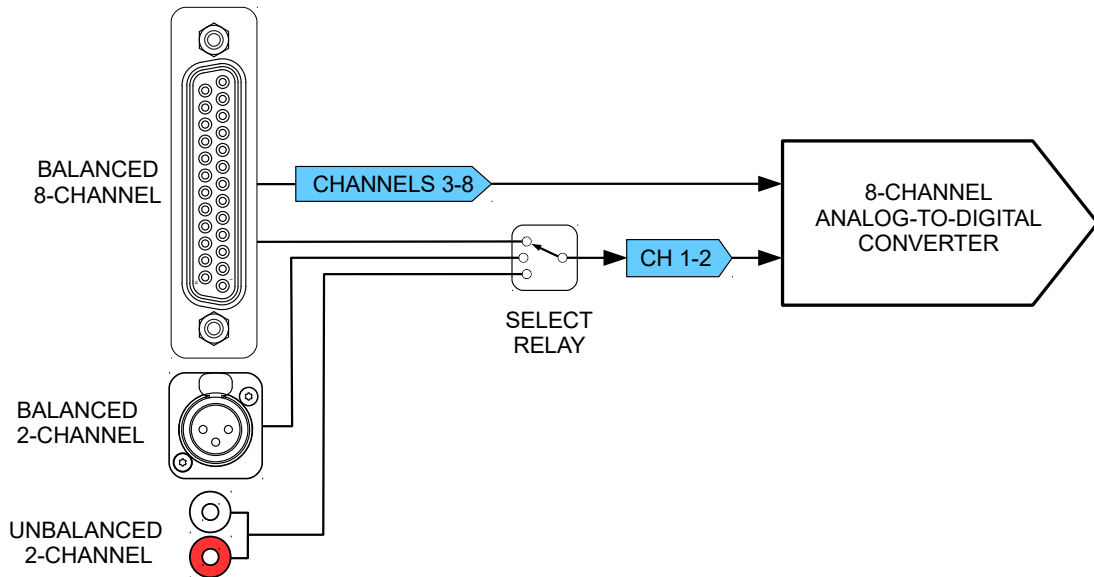 BALANCED
8-CHANNEL
CHANNELS 3-8
8-CHANNEL
ANALOG-TO-DIGITAL
CONVERTER
CH 1-2
SELECT
RELAY
BALANCED
2-CHANNEL
UNBALANCED
2-CHANNEL